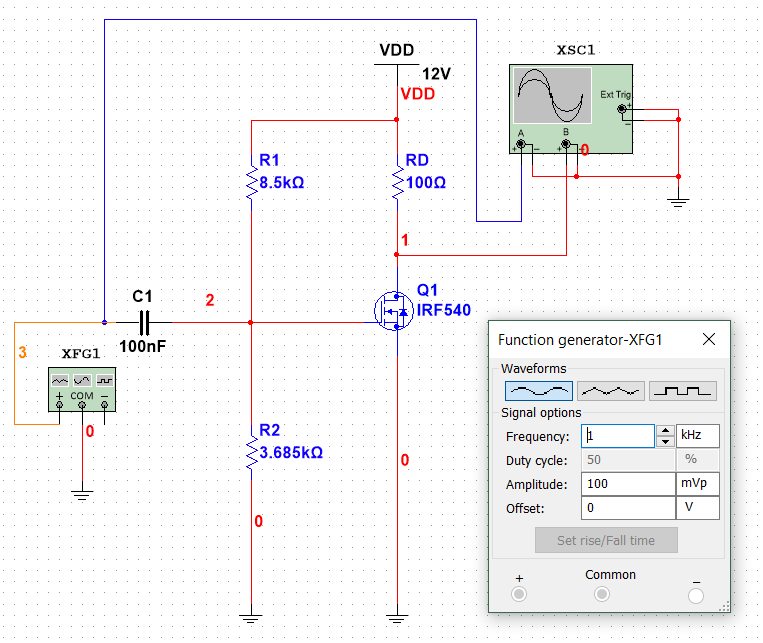 VDD
12V
VDD
XSC1
Ext Trig
+
−
A
B
+
−
+
−
0
R1
8.5kΩ
RD
100Ω
1
Q1
IRF540
C1
100nF
2
3
XFG1
+
COM
−
0
R2
3.685kΩ
0
0
Function generator-XFG1
Waveforms
Signal options
Frequency: 1 kHz
Duty cycle: 50 %
Amplitude: 100 mVp
Offset: 0 V
Set rise/Fall time
+ Common −